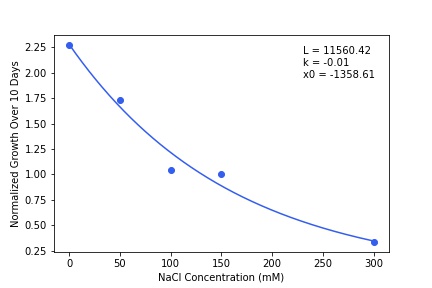 2.25
2.00
1.75
1.50
1.25
1.00
0.75
0.50
0.25
Normalized Growth Over 10 Days
L = 11560.42
k = -0.01
x0 = -1358.61
0 50 100 150 200 250 300
NaCl Concentration (mM)